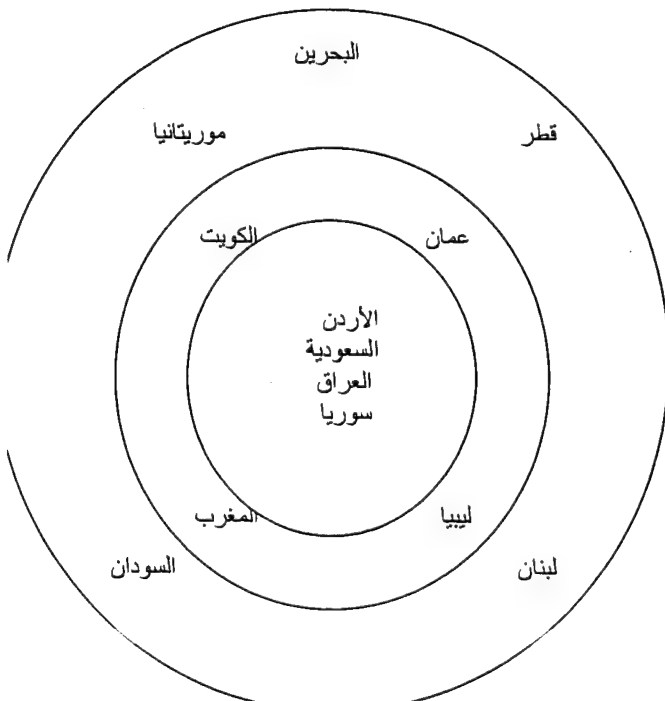 البحرين
قطر
موريتانيا
عمان
الكويت
الأردن
السعودية
العراق
سوريا
ليبيا
المغرب
لبنان
السودان